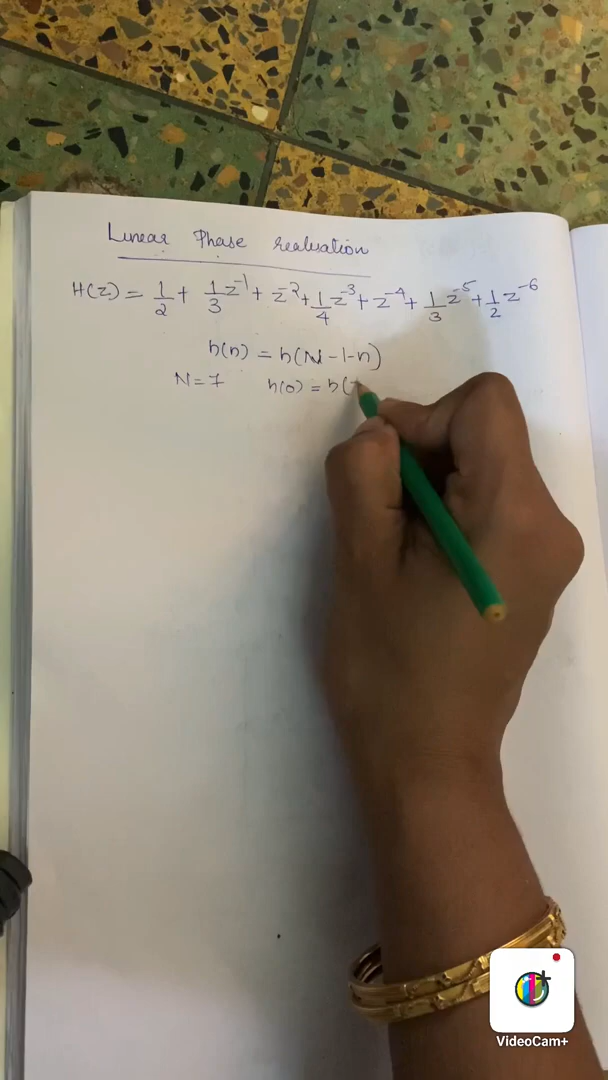 Linear Phase realisation
H(z) = 1/2 + 1/3 z^-1 + z^-2 + 1/4 z^-3 + z^-4 + 1/3 z^-5 + 1/2 z^-6
h(n) = h(N-1-n)
N=7 h(0) = h(7
VideoCam+